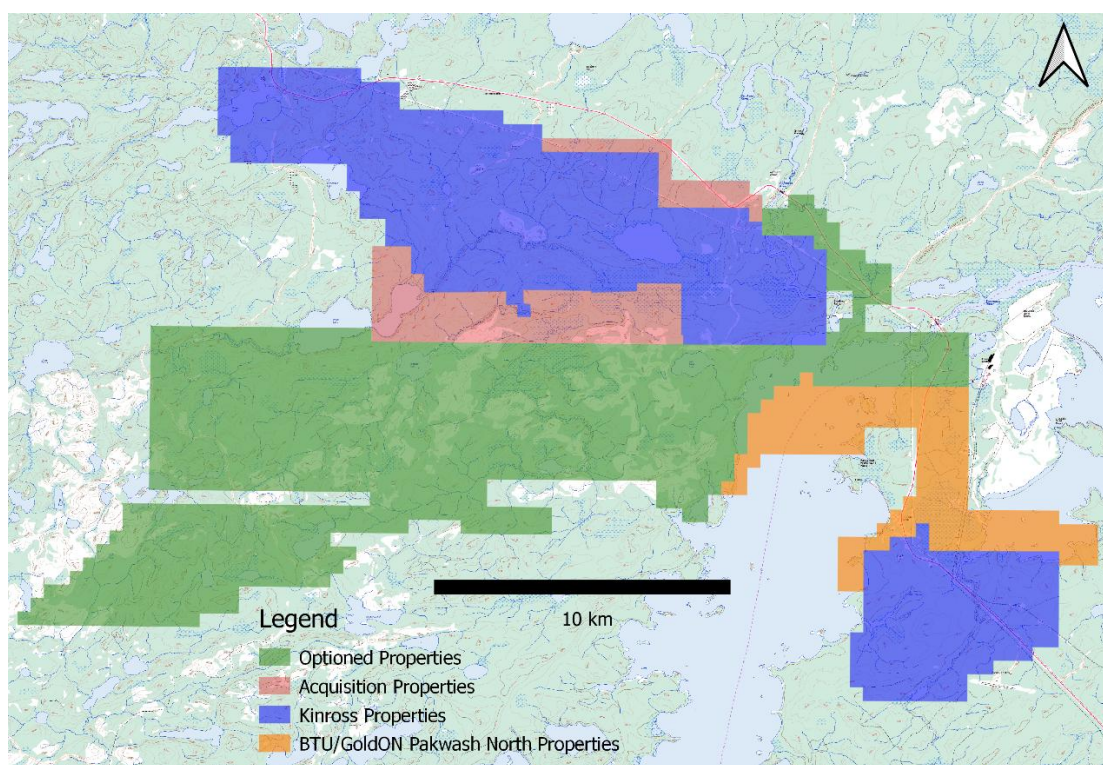 10 km
Legend
Optioned Properties
Acquisition Properties
Kinross Properties
BTU/GoldON Pakwash North Properties